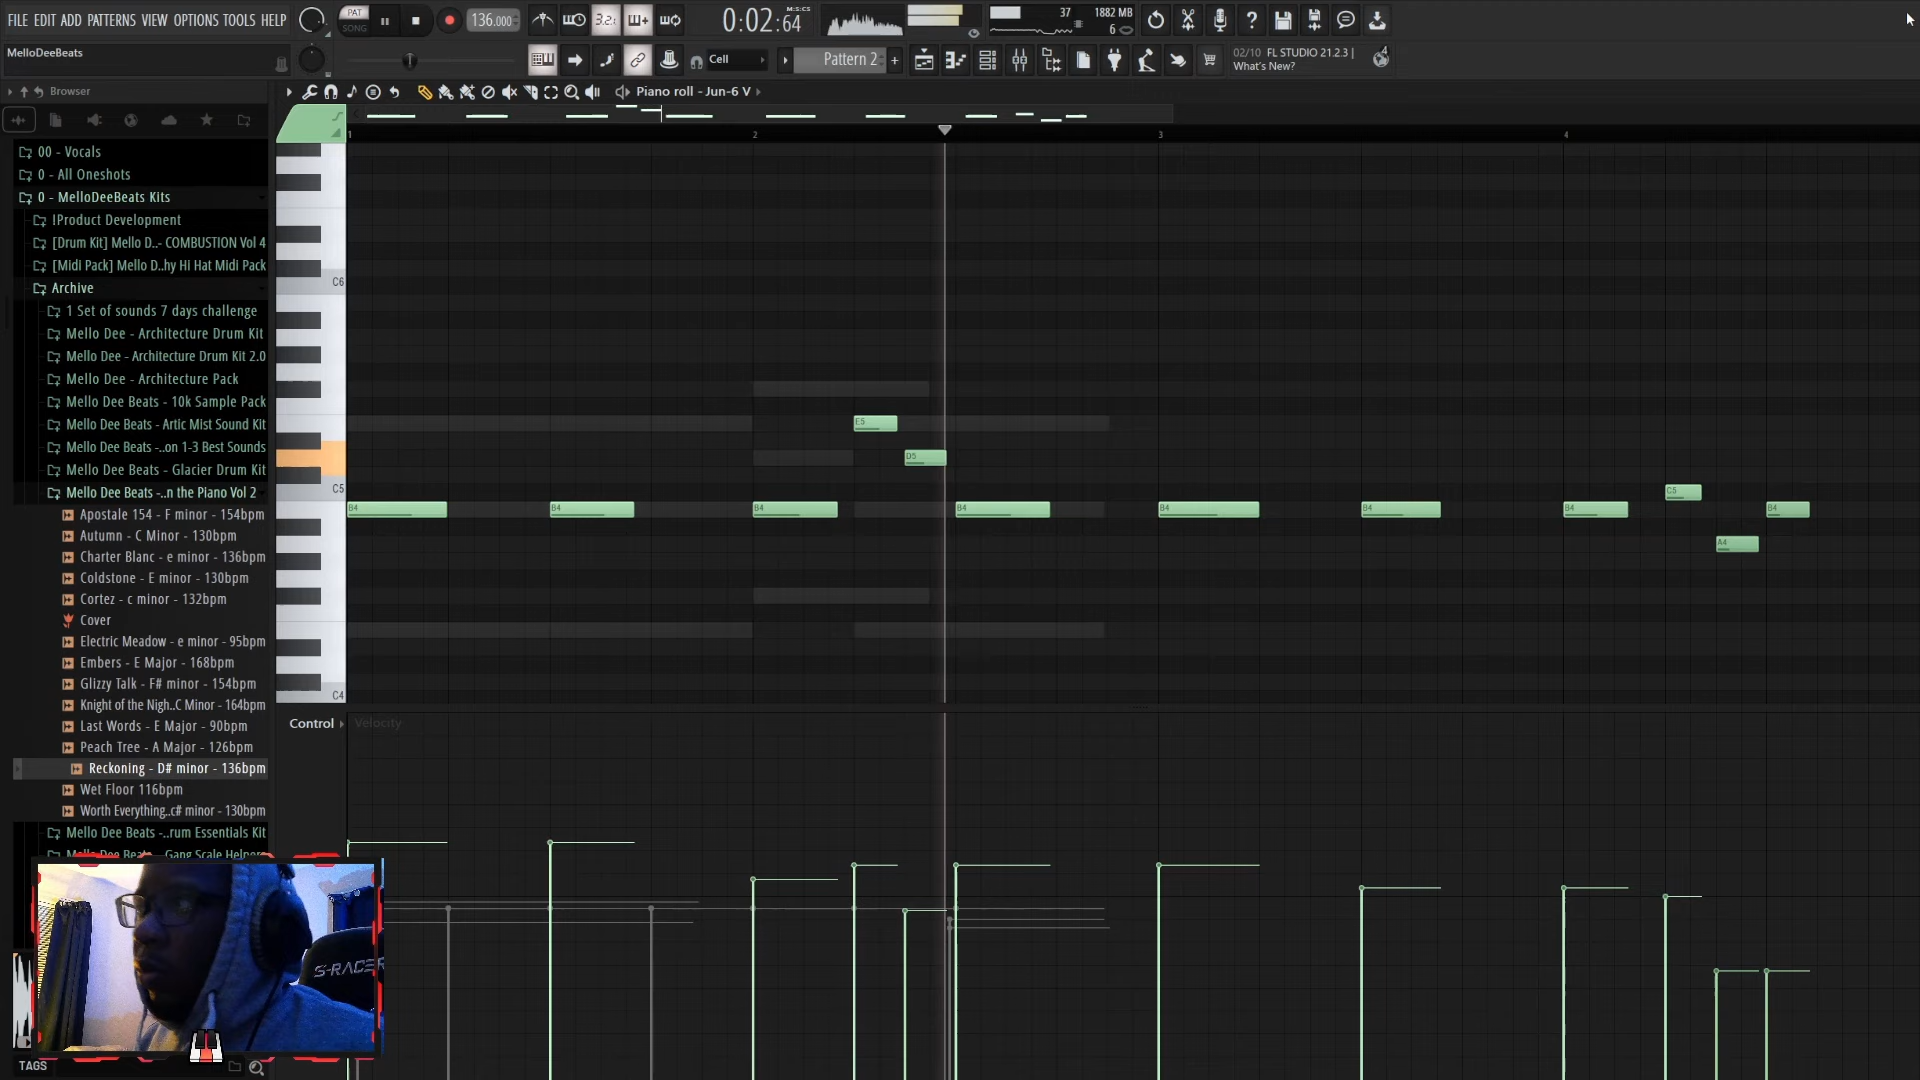 FILE EDIT ADD PATTERNS VIEW OPTIONS TOOLS HELP
MelloDeeBeats
PAT
SONG
136.000
3.2.
0:02:64
M:S:CS
37
1882 MB
6
Cell
Pattern 2
02/10 FL STUDIO 21.2.3 |
What's New?
Browser
Piano roll - Jun-6 V
00 - Vocals
0 - All Oneshots
0 - MelloDeeBeats Kits
!Product Development
[Drum Kit] Mello D..- COMBUSTION Vol 4
[Midi Pack] Mello D..hy Hi Hat Midi Pack
Archive
1 Set of sounds 7 days challenge
Mello Dee - Architecture Drum Kit
Mello Dee - Architecture Drum Kit 2.0
Mello Dee - Architecture Pack
Mello Dee Beats - 10k Sample Pack
Mello Dee Beats - Artic Mist Sound Kit
Mello Dee Beats -..on 1-3 Best Sounds
Mello Dee Beats - Glacier Drum Kit
Mello Dee Beats -..n the Piano Vol 2
Apostale 154 - F minor - 154bpm
Autumn - C Minor - 130bpm
Charter Blanc - e minor - 136bpm
Coldstone - E minor - 130bpm
Cortez - c minor - 132bpm
Cover
Electric Meadow - e minor - 95bpm
Embers - E Major - 168bpm
Glizzy Talk - F# minor - 154bpm
Knight of the Nigh..C Minor - 164bpm
Last Words - E Major - 90bpm
Peach Tree - A Major - 126bpm
Reckoning - D# minor - 136bpm
Wet Floor 116bpm
Worth Everything..c# minor - 130bpm
Mello Dee Beats -..rum Essentials Kit
Mello Dee Beats - Gang Scale Helper
TAGS
1
2
3
4
C6
C5
C4
E5
D5
B4
B4
B4
B4
B4
B4
B4
C5
A4
B4
Control
Velocity
S-RACER